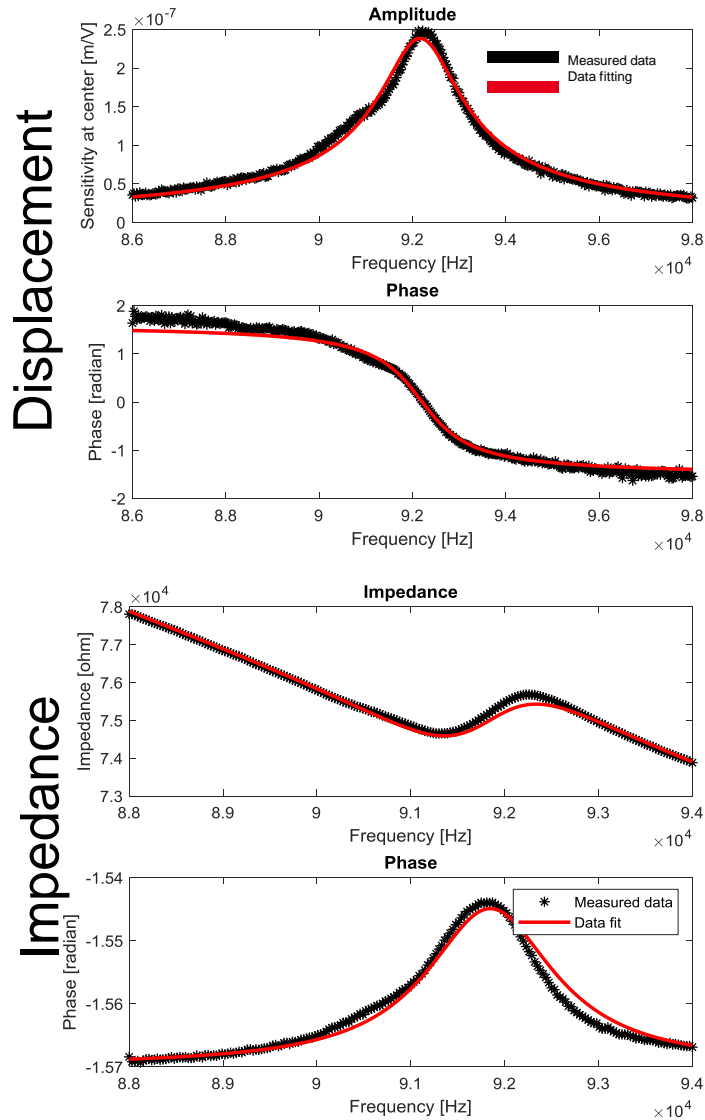 Displacement
Amplitude
×10⁻⁷
Sensitivity at center [m/V]
2.5
2
1.5
1
0.5
0
Measured data
Data fitting
8.6 8.8 9 9.2 9.4 9.6 9.8
Frequency [Hz]
×10⁴
Phase
Phase [radian]
2
1
0
-1
-2
8.6 8.8 9 9.2 9.4 9.6 9.8
Frequency [Hz]
×10⁴
Impedance
×10⁴
Impedance
Impedance [ohm]
7.8
7.7
7.6
7.5
7.4
7.3
8.8 8.9 9 9.1 9.2 9.3 9.4
Frequency [Hz]
×10⁴
Phase
Phase [radian]
-1.54
-1.55
-1.56
-1.57
Measured data
Data fit
8.8 8.9 9 9.1 9.2 9.3 9.4
Frequency [Hz]
×10⁴